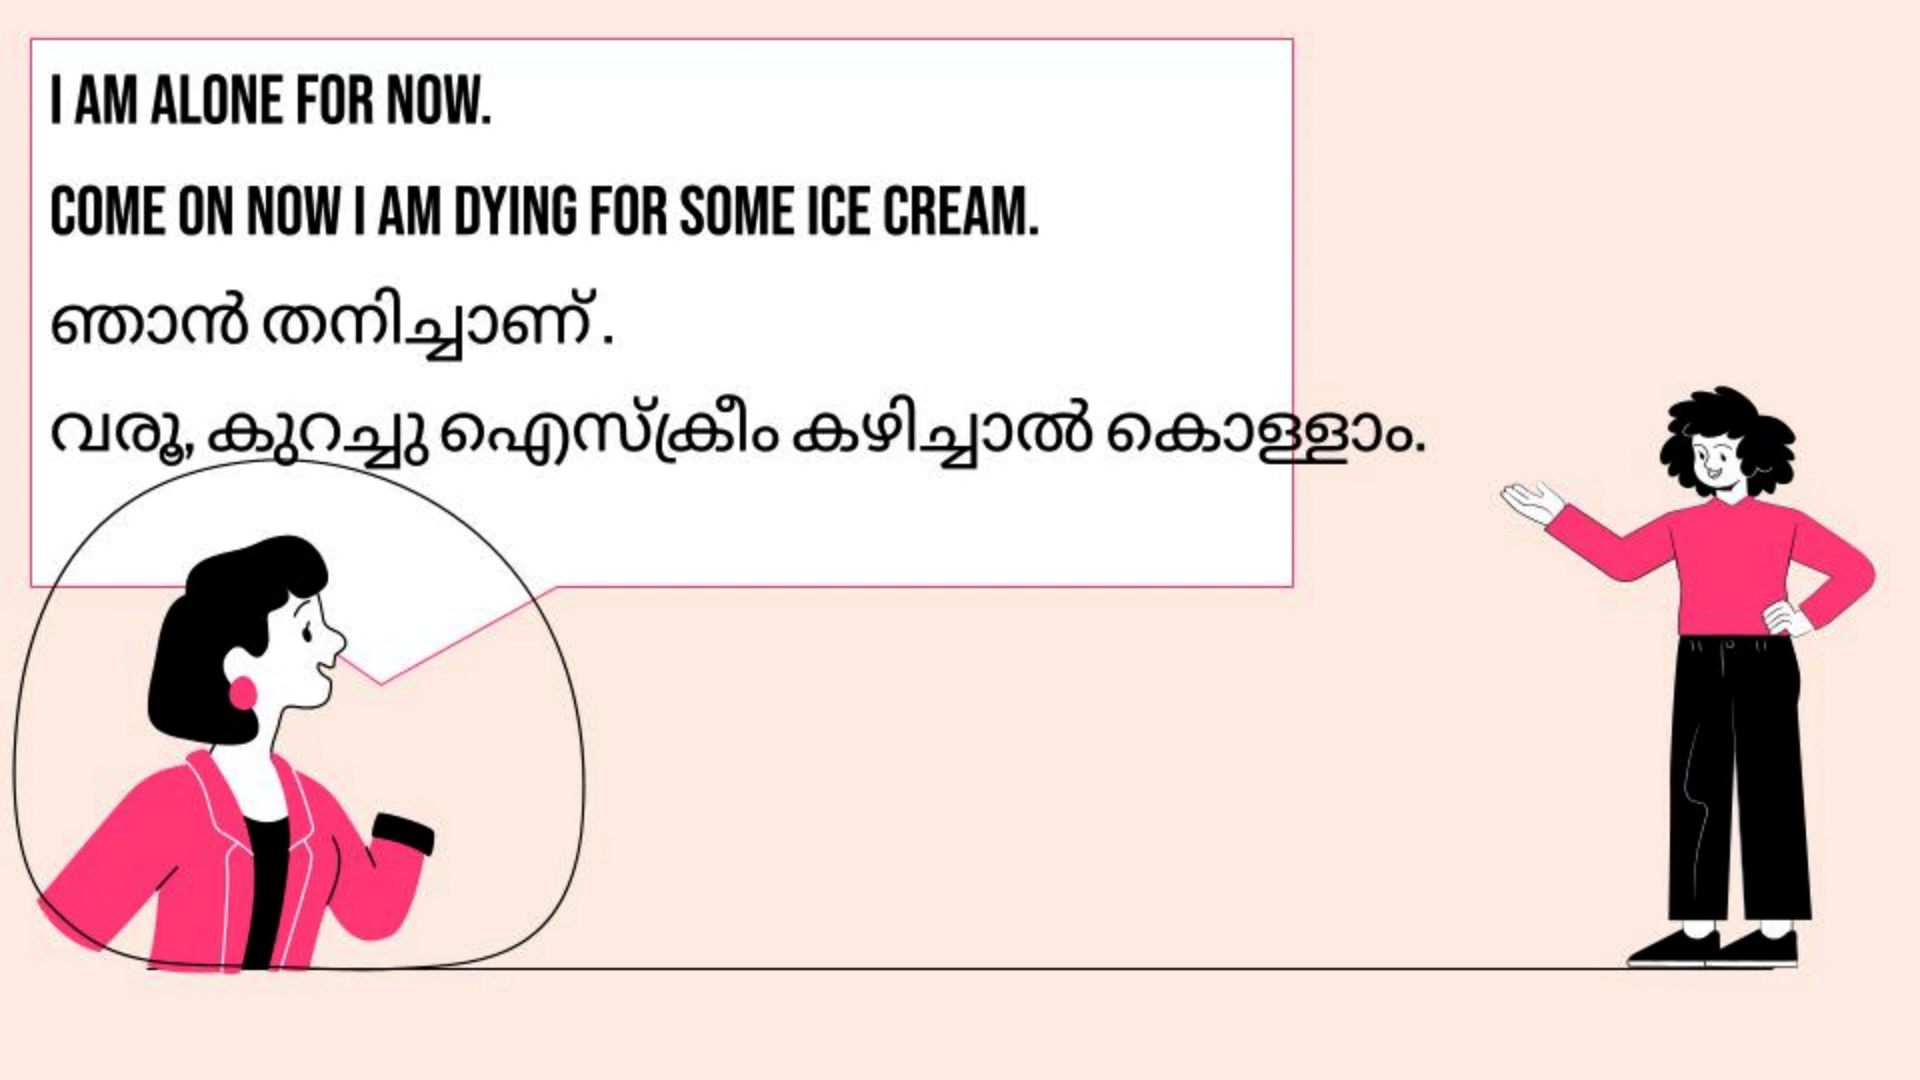 I AM ALONE FOR NOW.
COME ON NOW I AM DYING FOR SOME ICE CREAM.
ഞാൻ തനിച്ചാണ് .
വരൂ, കുറച്ചു ഐസ്ക്രീം കഴിച്ചാൽ കൊള്ളാം.